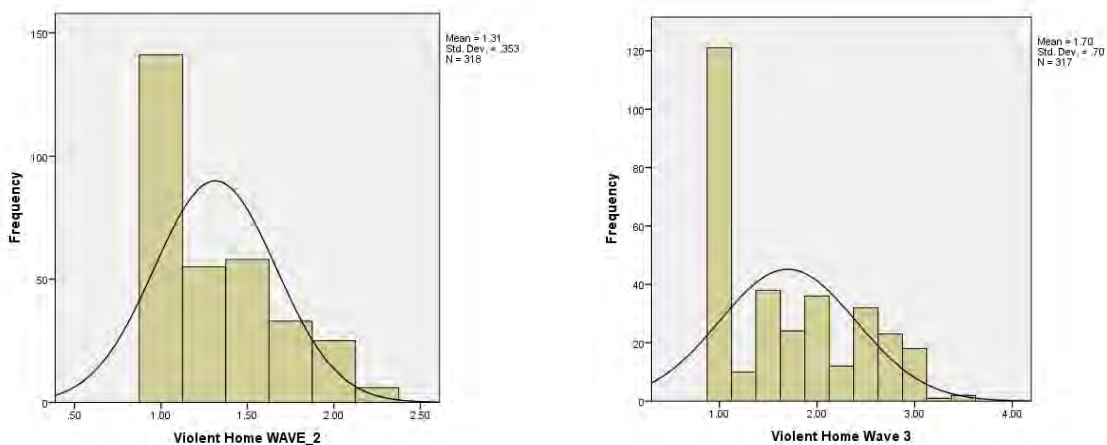 150
100
50
0
.50
1.00
1.50
2.00
2.50
Frequency
Violent Home WAVE_2
Mean = 1.31
Std. Dev. = .353
N = 318
120
100
80
60
40
20
0
1.00
2.00
3.00
4.00
Frequency
Violent Home Wave 3
Mean = 1.70
Std. Dev. = .70
N = 317